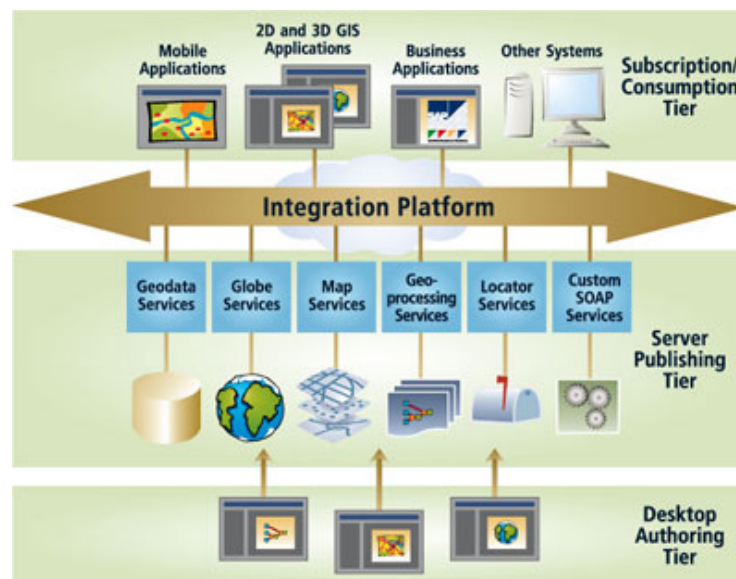 Mobile
Applications
2D and 3D GIS
Applications
Business
Applications
Other Systems
Subscription/
Consumption
Tier
Integration Platform
Geodata
Services
Globe
Services
Map
Services
Geo-
processing
Services
Locator
Services
Custom
SOAP
Services
Server
Publishing
Tier
Desktop
Authoring
Tier